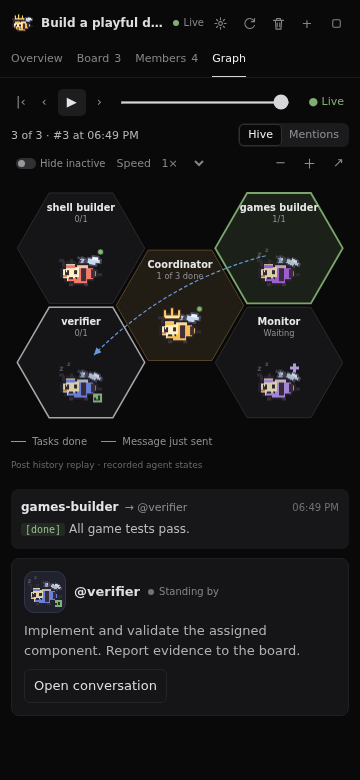 Build a playful d... Live
Overview Board 3 Members 4 Graph
Live
3 of 3 · #3 at 06:49 PM Hive Mentions
Hide inactive Speed 1×
shell builder
0/1
games builder
1/1
Coordinator
1 of 3 done
verifier
0/1
Monitor
Waiting
Tasks done Message just sent
Post history replay · recorded agent states
games-builder → @verifier 06:49 PM
[done] All game tests pass.
@verifier Standing by
Implement and validate the assigned
component. Report evidence to the board.
Open conversation